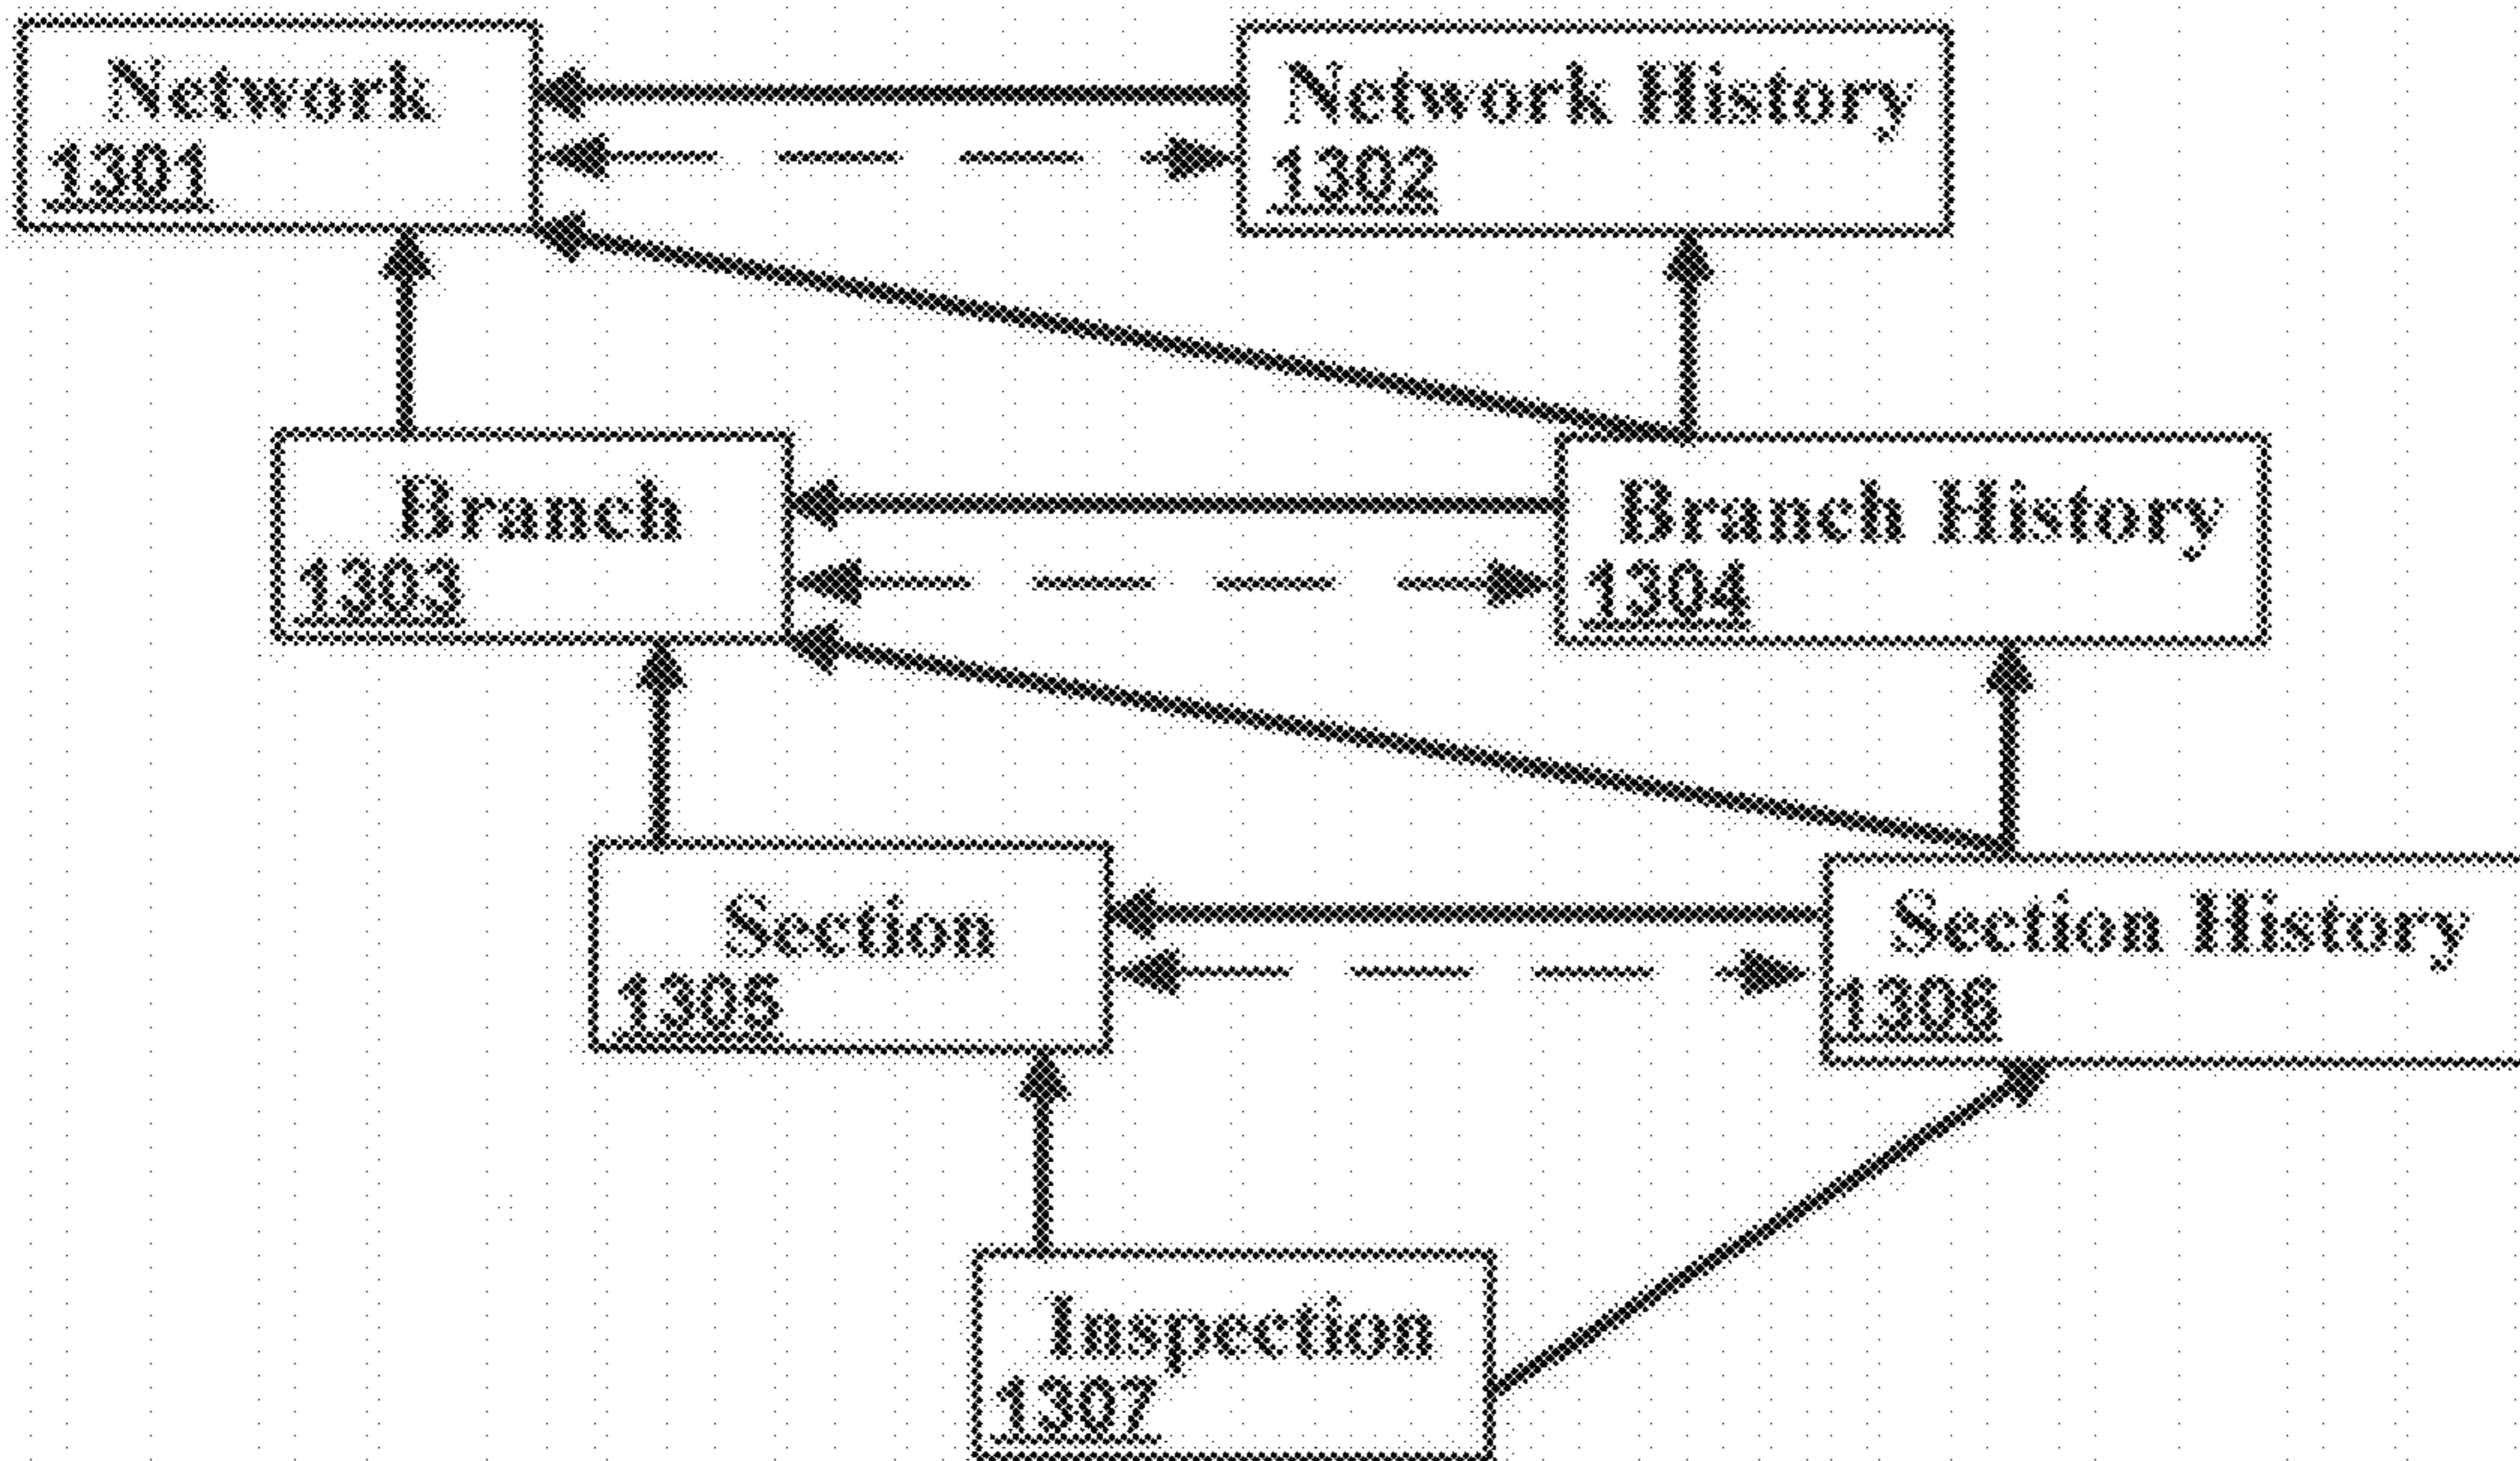 Network
1301
Network History
1302
Branch
1303
Branch History
1304
Section
1305
Section History
1306
Inspection
1307